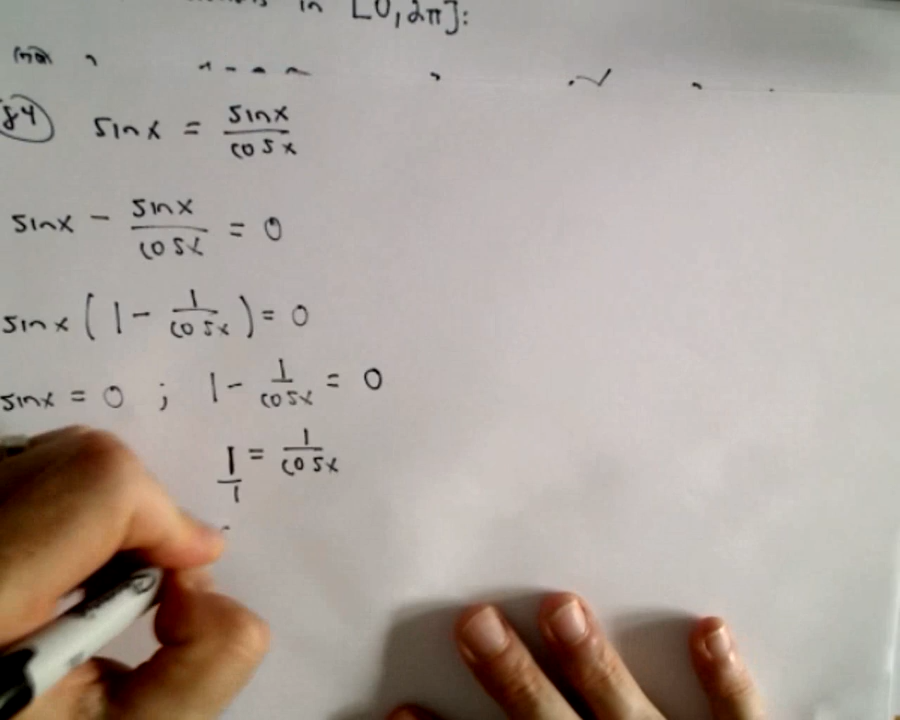 in [0,2π]:
84 sinx = sinx/cosx
sinx - sinx/cosx = 0
sinx(1 - 1/cosx) = 0
sinx = 0 ; 1 - 1/cosx = 0
1/1 = 1/cosx